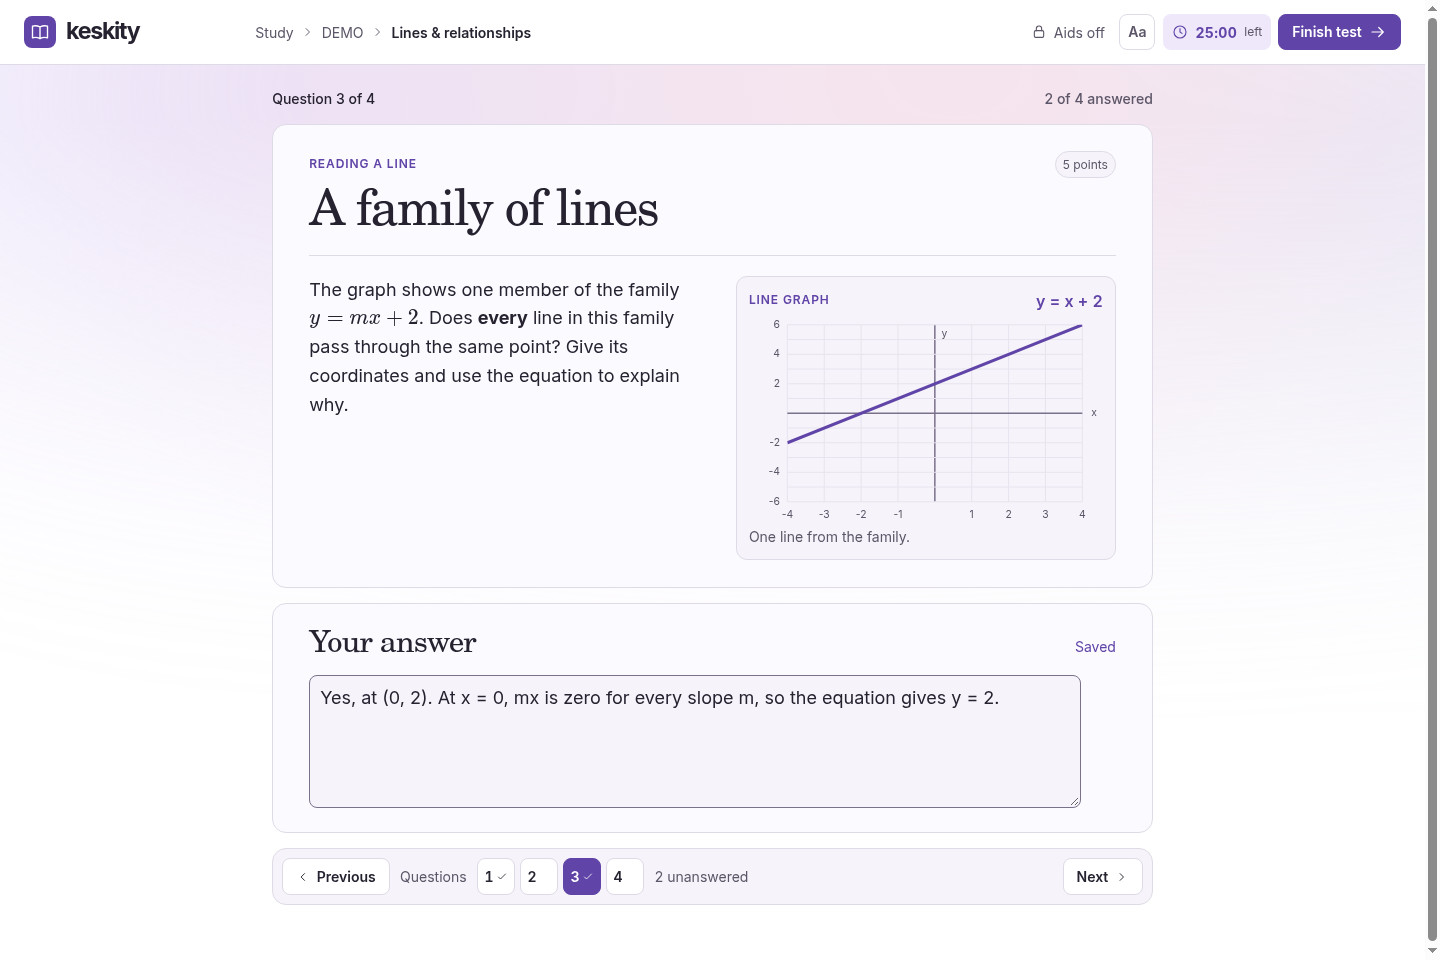 keskity
Study > DEMO > Lines & relationships
Aids off
Aa
25:00 left
Finish test
Question 3 of 4
2 of 4 answered
READING A LINE
5 points
A family of lines
The graph shows one member of the family
y = mx + 2. Does every line in this family
pass through the same point? Give its
coordinates and use the equation to explain
why.
LINE GRAPH
y = x + 2
6
y
4
2
x
-2
-4
-6
-4 -3 -2 -1 1 2 3 4
One line from the family.
Your answer
Saved
Yes, at (0, 2). At x = 0, mx is zero for every slope m, so the equation gives y = 2.
Previous
Questions
1
2
3
4
2 unanswered
Next